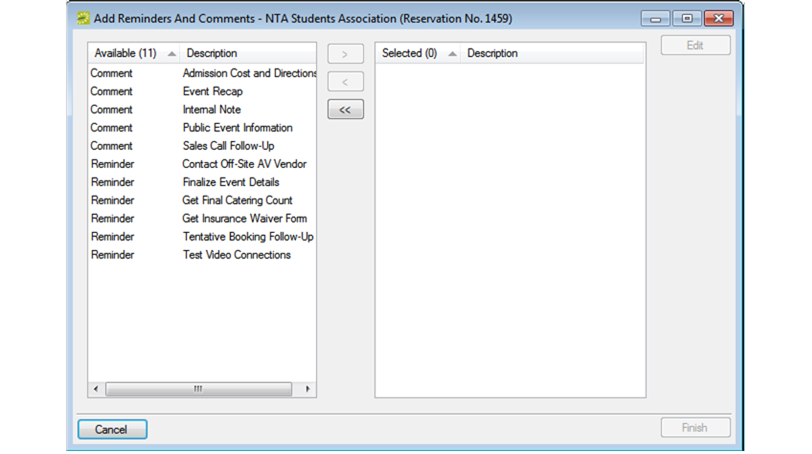 Add Reminders And Comments - NTA Students Association (Reservation No. 1459)
Available (11) Description
Comment Admission Cost and Directions
Comment Event Recap
Comment Internal Note
Comment Public Event Information
Comment Sales Call Follow-Up
Reminder Contact Off-Site AV Vendor
Reminder Finalize Event Details
Reminder Get Final Catering Count
Reminder Get Insurance Waiver Form
Reminder Tentative Booking Follow-Up
Reminder Test Video Connections
>
<
<<
Selected (0) Description
Edit
Cancel
Finish